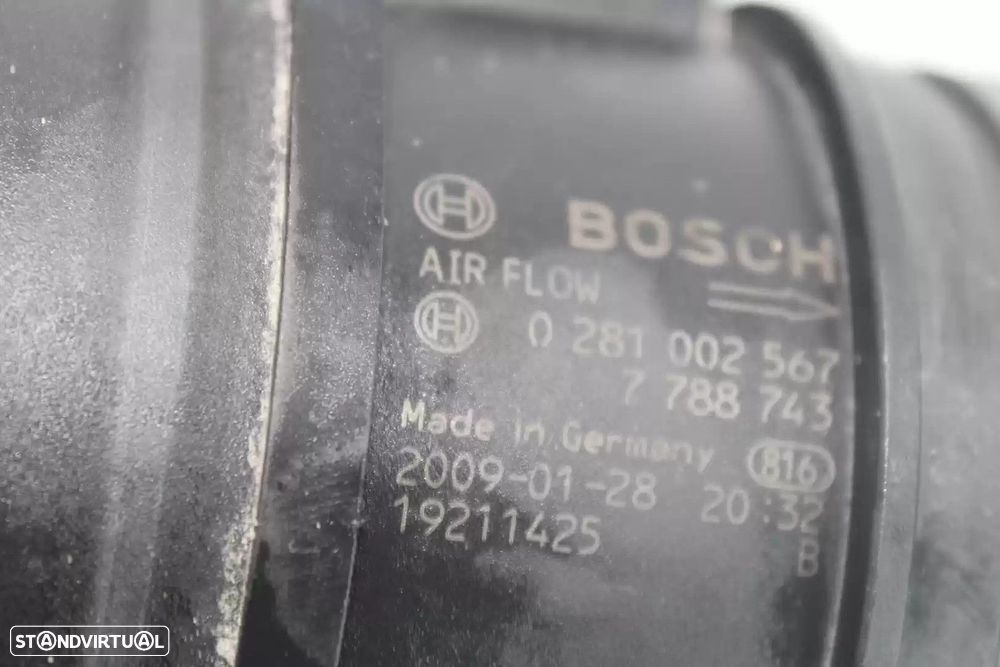 BOSCH
AIR FLOW
0 281 002 567
7 788 743
Made in Germany 816
2009-01-28 20:32
19211425 B
STANDVIRTUAL